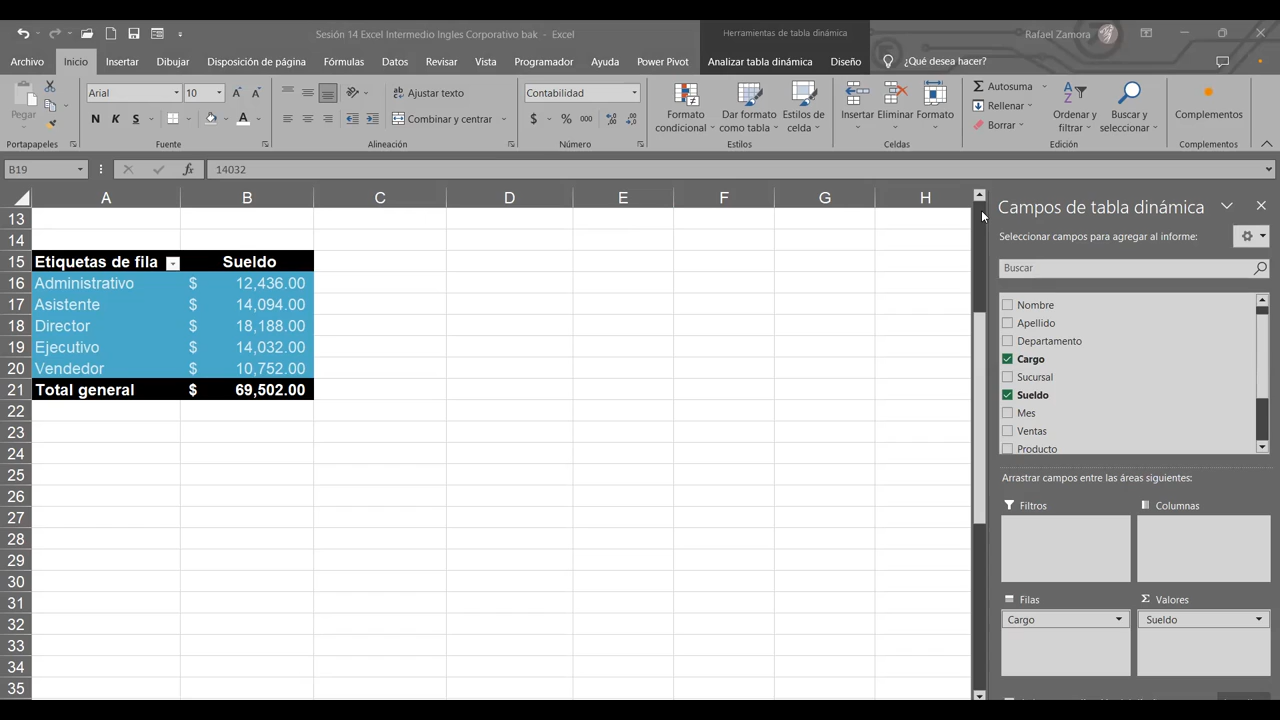 Sesión 14 Excel Intermedio Ingles Corporativo bak - Excel
Herramientas de tabla dinámica
Rafael Zamora
Archivo Inicio Insertar Dibujar Disposición de página Fórmulas Datos Revisar Vista Programador Ayuda Power Pivot Analizar tabla dinámica Diseño ¿Qué desea hacer?
Pegar
Portapapeles
Arial 10
N K S
Fuente
Ajustar texto
Combinar y centrar
Alineación
Contabilidad
$ % 000
Número
Formato condicional
Dar formato como tabla
Estilos de celda
Estilos
Insertar Eliminar Formato
Celdas
Autosuma
Rellenar
Borrar
Ordenar y filtrar
Buscar y seleccionar
Edición
Complementos
Complementos
B19 fx 14032
A B C D E F G H
13
14
15 Etiquetas de fila Sueldo
16 Administrativo $ 12,436.00
17 Asistente $ 14,094.00
18 Director $ 18,188.00
19 Ejecutivo $ 14,032.00
20 Vendedor $ 10,752.00
21 Total general $ 69,502.00
22
23
24
25
26
27
28
29
30
31
32
33
34
35
Campos de tabla dinámica
Seleccionar campos para agregar al informe:
Buscar
Nombre
Apellido
Departamento
Cargo
Sucursal
Sueldo
Mes
Ventas
Producto
Arrastrar campos entre las áreas siguientes:
Filtros Columnas
Filas Σ Valores
Cargo Sueldo